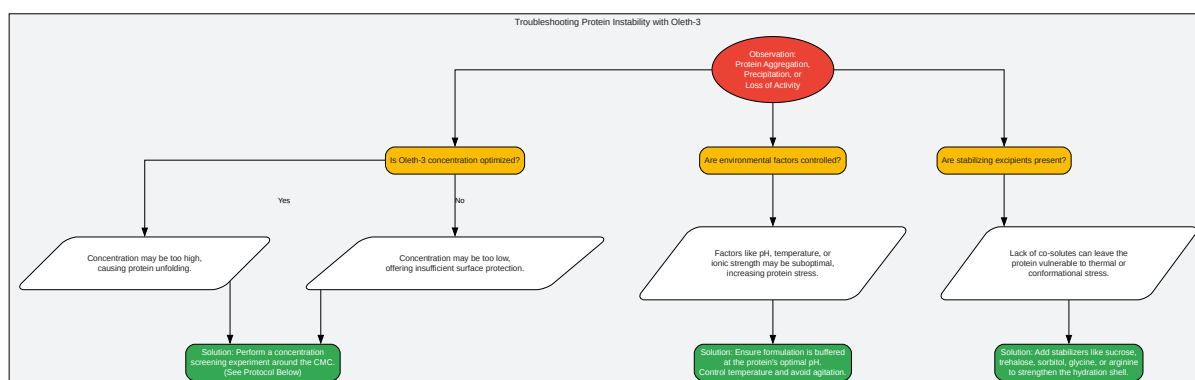 Troubleshooting Protein Instability with Oleth-3
Observation:
Protein Aggregation,
Precipitation, or
Loss of Activity
Is Oleth-3 concentration optimized?
Are environmental factors controlled?
Are stabilizing excipients present?
Yes
No
Concentration may be too high,
causing protein unfolding.
Concentration may be too low,
offering insufficient surface protection.
Factors like pH, temperature, or
ionic strength may be suboptimal,
increasing protein stress.
Lack of co-solutes can leave the
protein vulnerable to thermal or
conformational stress.
Solution: Perform a concentration
screening experiment around the CMC.
(See Protocol Below)
Solution: Ensure formulation is buffered
at the protein's optimal pH.
Control temperature and avoid agitation.
Solution: Add stabilizers like sucrose,
trehalose, sorbitol, glycine, or arginine
to strengthen the hydration shell.